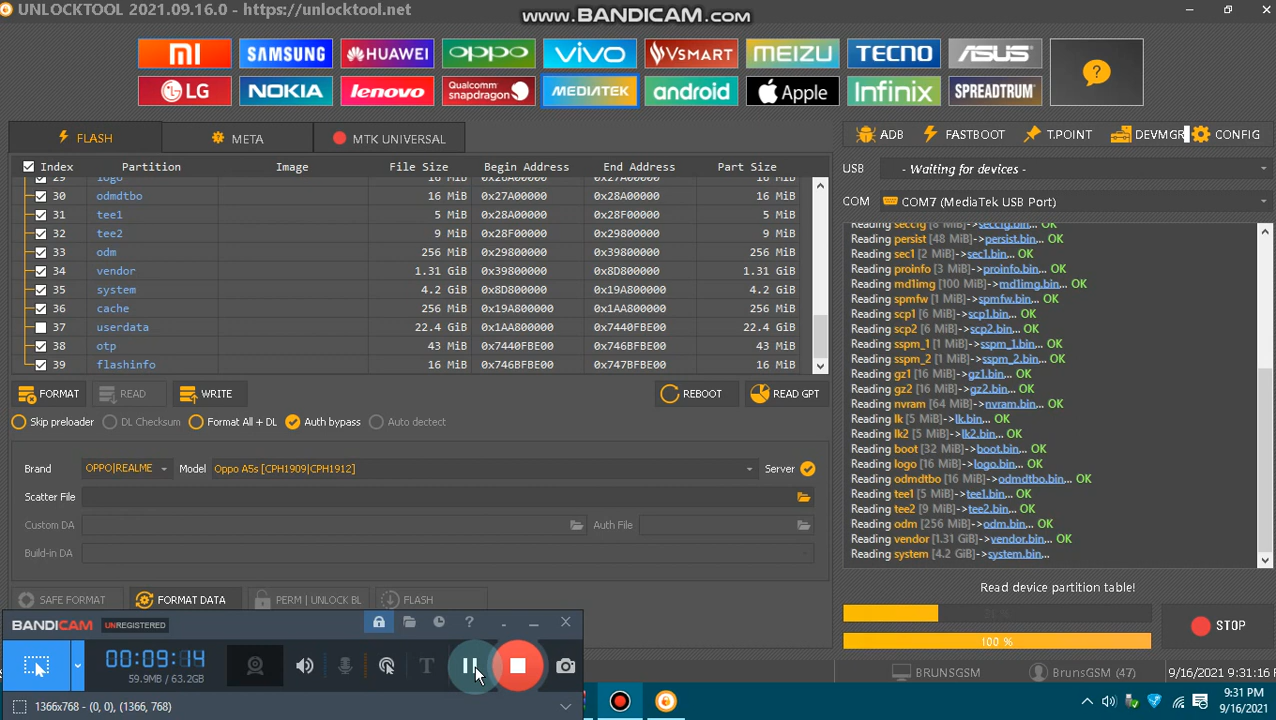 UNLOCKTOOL 2021.09.16.0 - https://unlocktool.net
www.BANDICAM.com
mi SAMSUNG HUAWEI oppo vivo VSMART MEIZU TECNO ASUS ?
LG NOKIA lenovo Qualcomm snapdragon MEDIATEK android Apple Infinix SPREADTRUM
FLASH META MTK UNIVERSAL
ADB FASTBOOT T.POINT DEVMGR CONFIG
Index Partition Image File Size Begin Address End Address Part Size
29 logo 16 MiB 0x26A00000 0x27A00000 16 MiB
30 odmdtbo 16 MiB 0x27A00000 0x28A00000 16 MiB
31 tee1 5 MiB 0x28A00000 0x28F00000 5 MiB
32 tee2 9 MiB 0x28F00000 0x29800000 9 MiB
33 odm 256 MiB 0x29800000 0x39800000 256 MiB
34 vendor 1.31 GiB 0x39800000 0x8D800000 1.31 GiB
35 system 4.2 GiB 0x8D800000 0x19A800000 4.2 GiB
36 cache 256 MiB 0x19A800000 0x1AA800000 256 MiB
37 userdata 22.4 GiB 0x1AA800000 0x7440FBE00 22.4 GiB
38 otp 43 MiB 0x7440FBE00 0x746BFBE00 43 MiB
39 flashinfo 16 MiB 0x746BFBE00 0x747BFBE00 16 MiB
FORMAT READ WRITE REBOOT READ GPT
Skip preloader DL Checksum Format All + DL Auth bypass Auto dectect
Brand OPPO|REALME Model Oppo A5s [CPH1909|CPH1912] Server
Scatter File
Custom DA Auth File
Build-in DA
SAFE FORMAT FORMAT DATA PERM | UNLOCK BL FLASH
USB - Waiting for devices -
COM COM7 (MediaTek USB Port)
Reading seccfg [8 MiB]->seccfg.bin... OK
Reading persist [48 MiB]->persist.bin... OK
Reading sec1 [2 MiB]->sec1.bin... OK
Reading proinfo [3 MiB]->proinfo.bin... OK
Reading md1img [100 MiB]->md1img.bin... OK
Reading spmfw [1 MiB]->spmfw.bin... OK
Reading scp1 [6 MiB]->scp1.bin... OK
Reading scp2 [6 MiB]->scp2.bin... OK
Reading sspm_1 [1 MiB]->sspm_1.bin... OK
Reading sspm_2 [1 MiB]->sspm_2.bin... OK
Reading gz1 [16 MiB]->gz1.bin... OK
Reading gz2 [16 MiB]->gz2.bin... OK
Reading nvram [64 MiB]->nvram.bin... OK
Reading lk [5 MiB]->lk.bin... OK
Reading lk2 [5 MiB]->lk2.bin... OK
Reading boot [32 MiB]->boot.bin... OK
Reading logo [16 MiB]->logo.bin... OK
Reading odmdtbo [16 MiB]->odmdtbo.bin... OK
Reading tee1 [5 MiB]->tee1.bin... OK
Reading tee2 [9 MiB]->tee2.bin... OK
Reading odm [256 MiB]->odm.bin... OK
Reading vendor [1.31 GiB]->vendor.bin... OK
Reading system [4.2 GiB]->system.bin...
Read device partition table!
100 %
STOP
BRUNSGSM BrunsGSM (47) 9/16/2021, 9:31:16
BANDICAM UNREGISTERED ?
00:09:14
59.9MB / 63.2GB
T
1366x768 - (0, 0), (1366, 768)
9:31 PM
9/16/2021